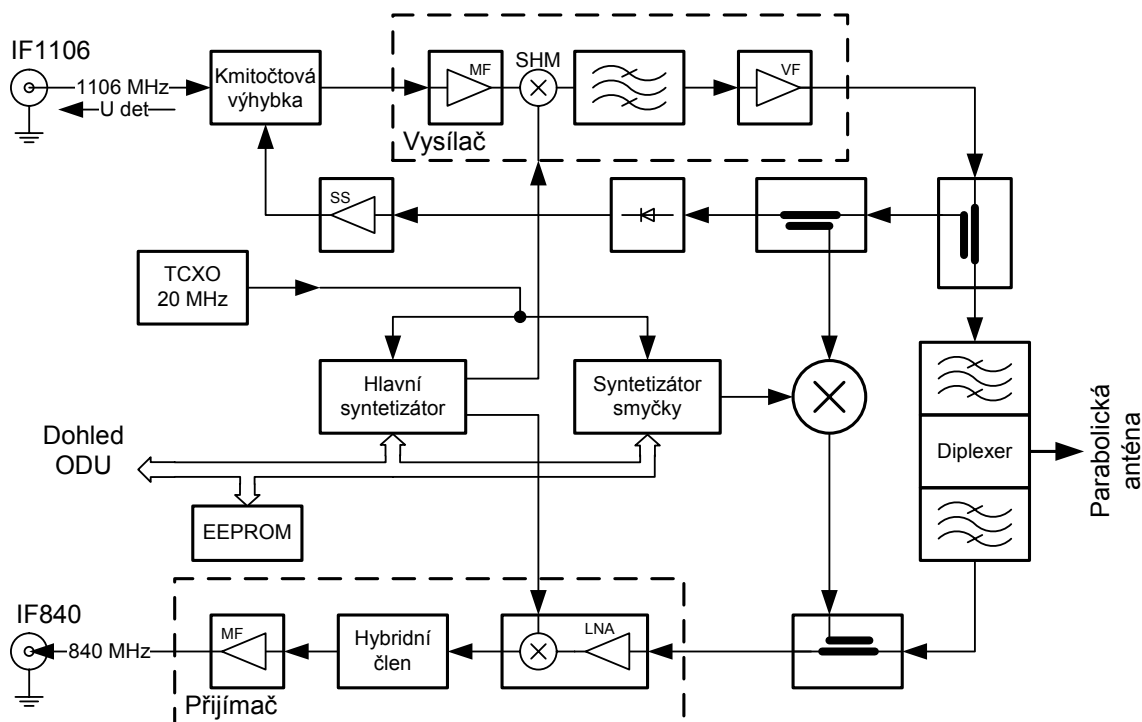 IF1106
1106 MHz
U det
Kmitočtová
výhybka
MF
SHM
VF
Vysílač
SS
TCXO
20 MHz
Hlavní
syntetizátor
Syntetizátor
smyčky
Dohled
ODU
EEPROM
Diplexer
Parabolická
anténa
IF840
840 MHz
MF
Hybridní
člen
LNA
Přijímač